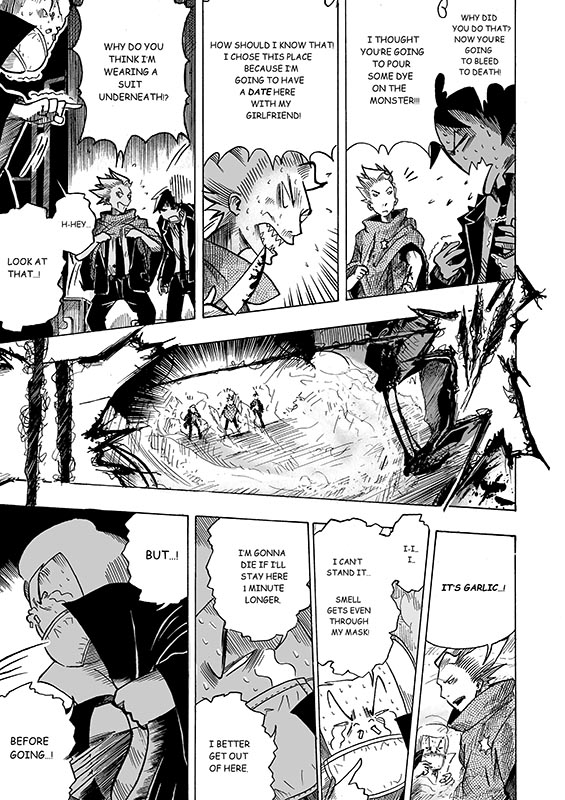 WHY DID
YOU DO THAT?
NOW YOU'RE
GOING
TO BLEED
TO DEATH!
I THOUGHT
YOU'RE GOING
TO POUR
SOME DYE
ON THE
MONSTER!!!
HOW SHOULD I KNOW THAT!
I CHOSE THIS PLACE
BECAUSE I'M
GOING TO HAVE
A DATE HERE
WITH MY
GIRLFRIEND!
WHY DO YOU
THINK I'M
WEARING A
SUIT
UNDERNEATH!?
H-HEY...
LOOK AT
THAT...!
IT'S GARLIC...!
I-I...
I...
I CAN'T
STAND IT...
SMELL
GETS EVEN
THROUGH
MY MASK!
I'M GONNA
DIE IF I'LL
STAY HERE
1 MINUTE
LONGER.
I BETTER
GET OUT
OF HERE.
BUT...!
BEFORE
GOING...!